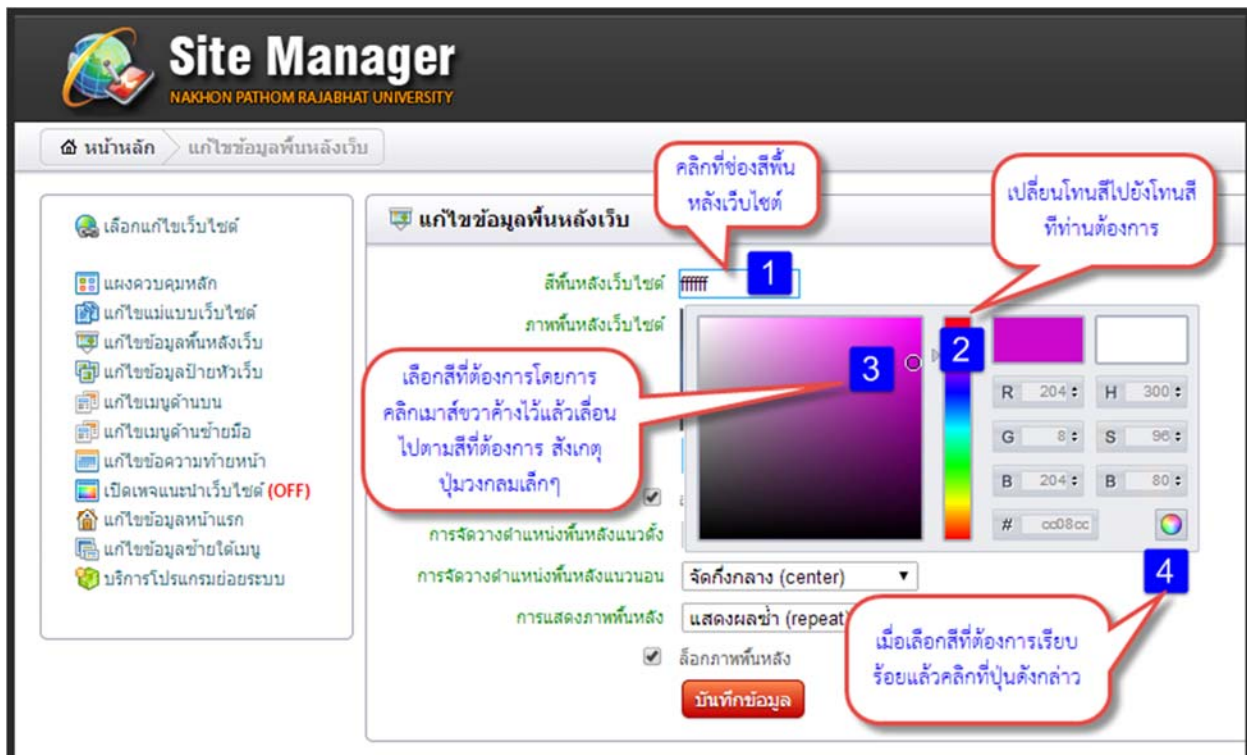 Site Manager
NAKHON PATHOM RAJABHAT UNIVERSITY
หน้าหลัก
แก้ไขข้อมูลพื้นหลังเว็บ
เลือกแก้ไขเว็บไซต์
แผงควบคุมหลัก
แก้ไขแม่แบบเว็บไซต์
แก้ไขข้อมูลพื้นหลังเว็บ
แก้ไขข้อมูลป้ายหัวเว็บ
แก้ไขเมนูด้านบน
แก้ไขเมนูด้านซ้ายมือ
แก้ไขข้อความท้ายหน้า
เปิดเพจแนะนำเว็บไซต์ (OFF)
แก้ไขข้อมูลหน้าแรก
แก้ไขข้อมูลซ้ายใต้เมนู
บริการโปรแกรมย่อยระบบ
แก้ไขข้อมูลพื้นหลังเว็บ
คลิกที่ช่องสีพื้น
หลังเว็บไซต์
เปลี่ยนโทนสีไปยังโทนสี
ที่ท่านต้องการ
สีพื้นหลังเว็บไซต์ ffffff 1
ภาพพื้นหลังเว็บไซต์
เลือกสีที่ต้องการโดยการ
คลิกเมาส์ขวาค้างไว้แล้วเลื่อน
ไปตามสีที่ต้องการ สังเกตุ
ปุ่มวงกลมเล็กๆ
3
2
R 204 H 300
G 8 S 96
B 204 B 80
# cc08cc
4
การจัดวางตำแหน่งพื้นหลังแนวตั้ง
การจัดวางตำแหน่งพื้นหลังแนวนอน จัดกึ่งกลาง (center)
การแสดงภาพพื้นหลัง แสดงผลซ้ำ (repeat)
ล็อกภาพพื้นหลัง
บันทึกข้อมูล
เมื่อเลือกสีที่ต้องการเรียบ
ร้อยแล้วคลิกที่ปุ่นดังกล่าว